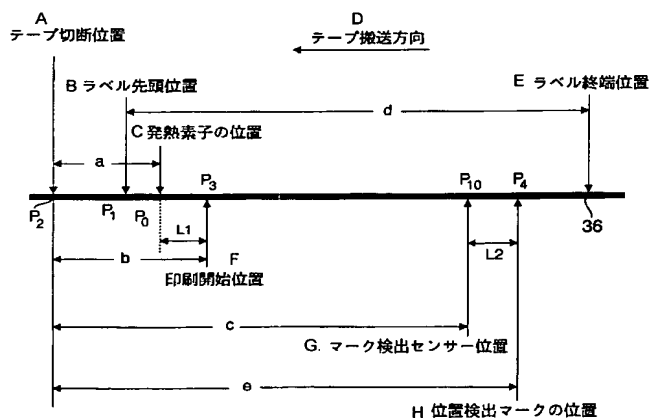 A
テープ切断位置
D
テープ搬送方向
B ラベル先頭位置
E ラベル終端位置
d
C 発熱素子の位置
a
P3
P10
P4
P2
P1
P0
36
L1
L2
b
F
印刷開始位置
c
G. マーク検出センサー位置
e
H 位置検出マークの位置